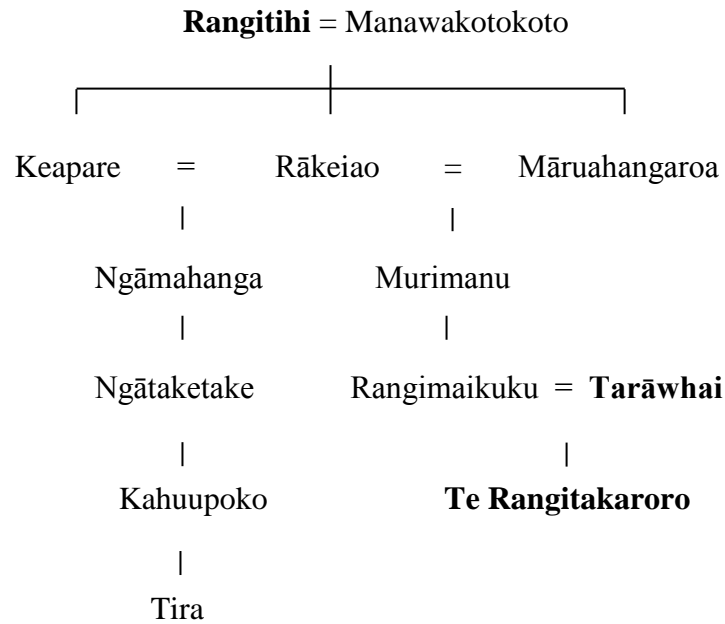 Rangitihi = Manawakotokoto
Keapare = Rākeiao = Māruahangaroa
Ngāmahanga Murimanu
Ngātaketake Rangimaikuku = Tarāwhai
Kahuupoko Te Rangitakaroro
Tira